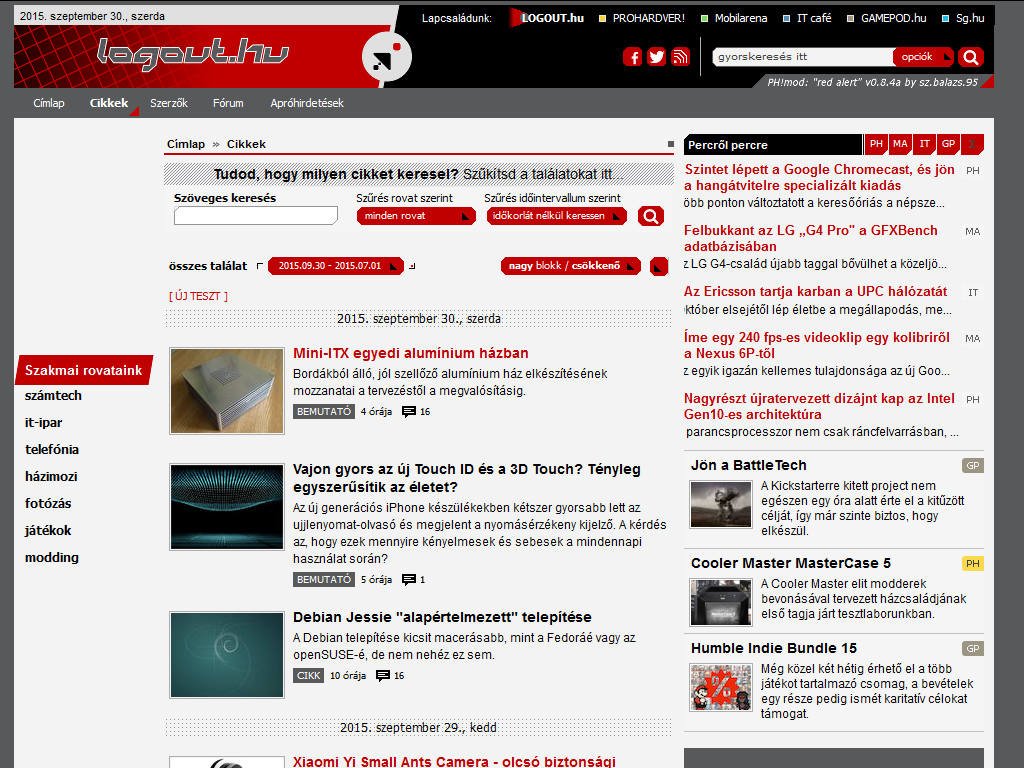 2015. szeptember 30., szerda
Lapcsaládunk:
LOGOUT.hu
PROHARDVER!
Mobilarena
IT café
GAMEPOD.hu
Sg.hu
logout.hu
gyorskeresés itt
opciók
PH!mod: "red alert" v0.8.4a by sz.balazs.95
Címlap
Cikkek
Szerzők
Fórum
Apróhirdetések
Szakmai rovataink
számtech
it-ipar
telefónia
házimozi
fotózás
játékok
modding
Címlap » Cikkek
Tudod, hogy milyen cikket keresel? Szűkítsd a találatokat itt...
Szöveges keresés
Szűrés rovat szerint
minden rovat
Szűrés időintervallum szerint
időkorlát nélkül keressen
összes találat
2015.09.30 - 2015.07.01
nagy blokk / csökkenő
[ ÚJ TESZT ]
2015. szeptember 30., szerda
Mini-ITX egyedi alumínium házban
Bordákból álló, jól szellőző alumínium ház elkészítésének
mozzanatai a tervezéstől a megvalósításig.
BEMUTATÓ 4 órája 16
Vajon gyors az új Touch ID és a 3D Touch? Tényleg
egyszerűsítik az életet?
Az új generációs iPhone készülékekben kétszer gyorsabb lett az
ujjlenyomat-olvasó és megjelent a nyomásérzékeny kijelző. A kérdés
az, hogy ezek mennyire kényelmesek és sebesek a mindennapi
használat során?
BEMUTATÓ 5 órája 1
Debian Jessie "alapértelmezett" telepítése
A Debian telepítése kicsit macerásabb, mint a Fedoráé vagy az
openSUSE-é, de nem nehéz ez sem.
CIKK 10 órája 16
2015. szeptember 29., kedd
Xiaomi Yi Small Ants Camera - olcsó biztonsági
Percről percre
PH MA IT GP
Szintet lépett a Google Chromecast, és jön
a hangátvitelre specializált kiadás
PH
öbb ponton változtatott a keresőóriás a népsze...
Felbukkant az LG „G4 Pro" a GFXBench
adatbázisában
MA
z LG G4-család újabb taggal bővülhet a közeljö...
Az Ericsson tartja karban a UPC hálózatát
IT
któber elsejétől lép életbe a megállapodás, me...
Íme egy 240 fps-es videoklip egy kolibriről
a Nexus 6P-től
MA
z egyik igazán kellemes tulajdonsága az új Goo...
Nagyrészt újratervezett dizájnt kap az Intel
Gen10-es architektúra
PH
parancsprocesszor nem csak ráncfelvarrásban, ...
Jön a BattleTech
GP
A Kickstarterre kitett project nem
egészen egy óra alatt érte el a kitűzött
célját, így már szinte biztos, hogy
elkészül.
Cooler Master MasterCase 5
PH
A Cooler Master elit modderek
bevonásával tervezett házcsaládjának
első tagja járt tesztlaborunkban.
Humble Indie Bundle 15
GP
Még közel két hétig érhető el a több
játékot tartalmazó csomag, a bevételek
egy része pedig ismét karitatív célokat
támogat.